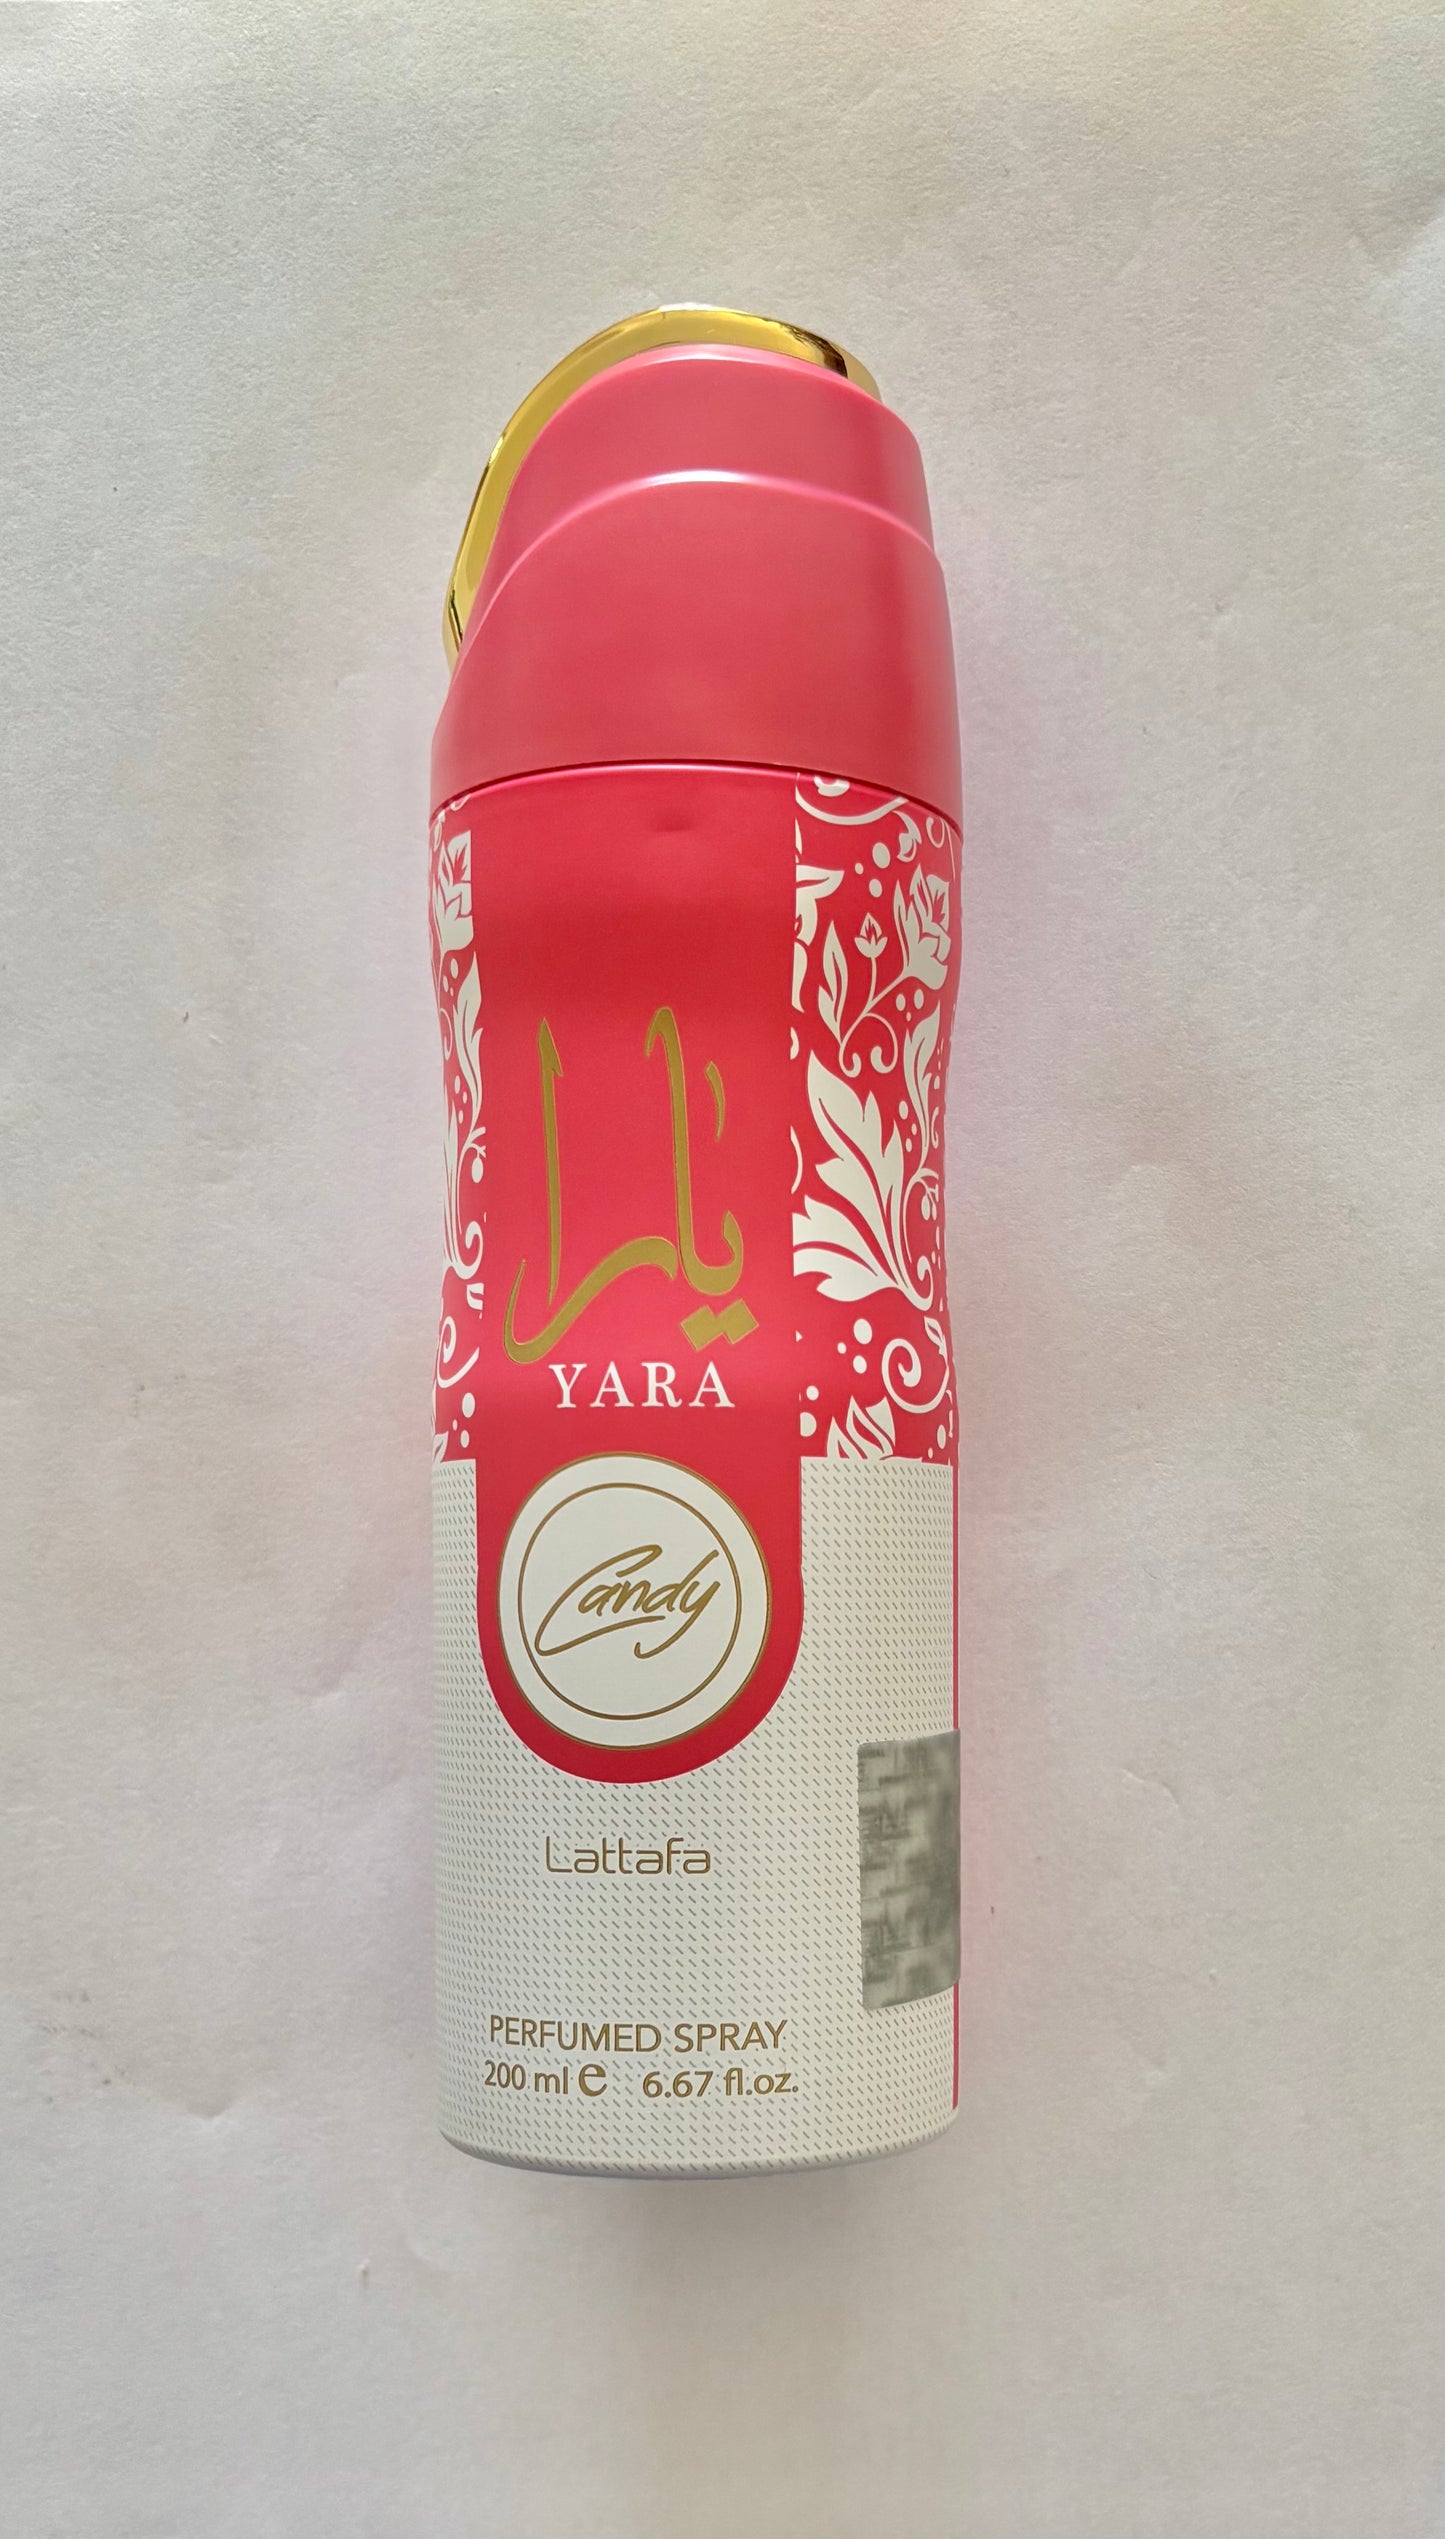 يارا
YARA
Candy
Lattafa
PERFUMED SPRAY
200 ml e 6.67 fl.oz.